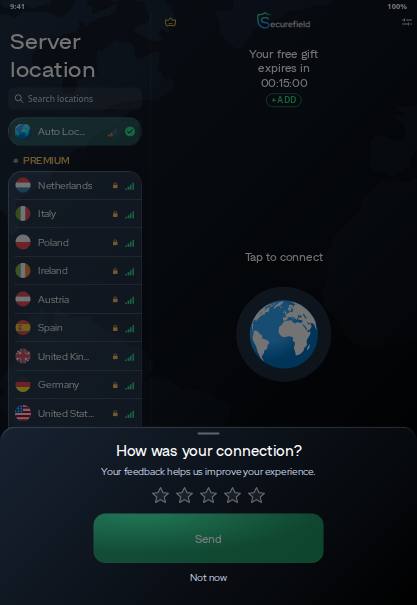 9:41
100%
Securefield
Server
location
Search locations
Auto Loc...
PREMIUM
Netherlands
Italy
Poland
Ireland
Austria
Spain
United Kin...
Germany
United Stat...
Your free gift
expires in
00:15:00
+ADD
Tap to connect
How was your connection?
Your feedback helps us improve your experience.
Send
Not now